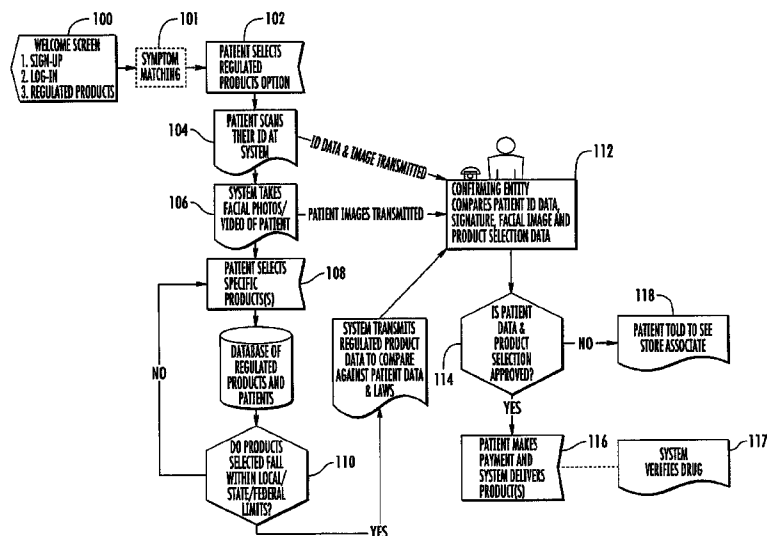 100
WELCOME SCREEN
1. SIGN-UP
2. LOG-IN
3. REGULATED PRODUCTS
101
SYMPTOM
MATCHING
102
PATIENT SELECTS
REGULATED
PRODUCTS OPTION
104
PATIENT SCANS
THEIR ID AT
SYSTEM
ID DATA & IMAGE TRANSMITTED
106
SYSTEM TAKES
FACIAL PHOTOS/
VIDEO OF PATIENT
PATIENT IMAGES TRANSMITTED
112
CONFIRMING ENTITY
COMPARES PATIENT ID DATA,
SIGNATURE, FACIAL IMAGE AND
PRODUCT SELECTION DATA
108
PATIENT SELECTS
SPECIFIC
PRODUCTS(S)
DATABASE OF
REGULATED
PRODUCTS AND
PATIENTS
NO
110
DO PRODUCTS
SELECTED FALL
WITHIN LOCAL/
STATE/FEDERAL
LIMITS?
YES
SYSTEM TRANSMITS
REGULATED PRODUCT
DATA TO COMPARE
AGAINST PATIENT DATA
& LAWS
114
IS PATIENT
DATA &
PRODUCT
SELECTION
APPROVED?
NO
118
PATIENT TOLD TO SEE
STORE ASSOCIATE
YES
116
PATIENT MAKES
PAYMENT AND
SYSTEM DELIVERS
PRODUCT(S)
117
SYSTEM
VERIFIES DRUG